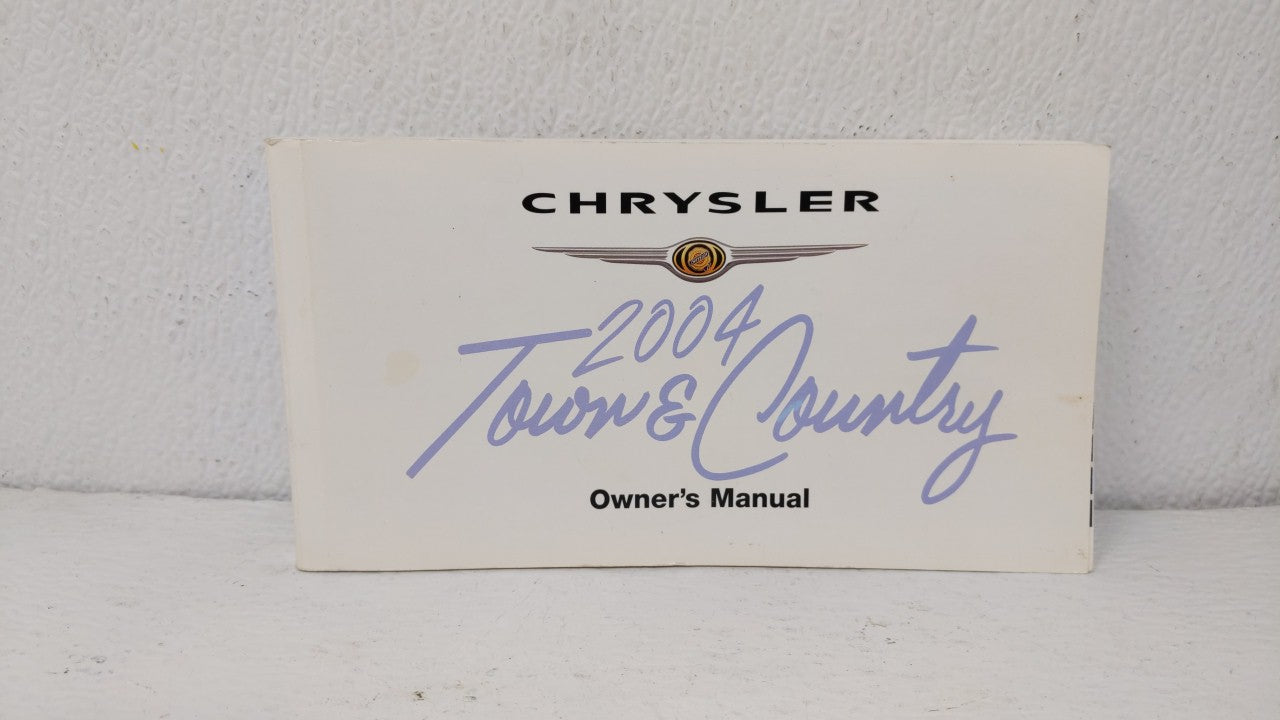 CHRYSLER
2004
Town & Country
Owner's Manual